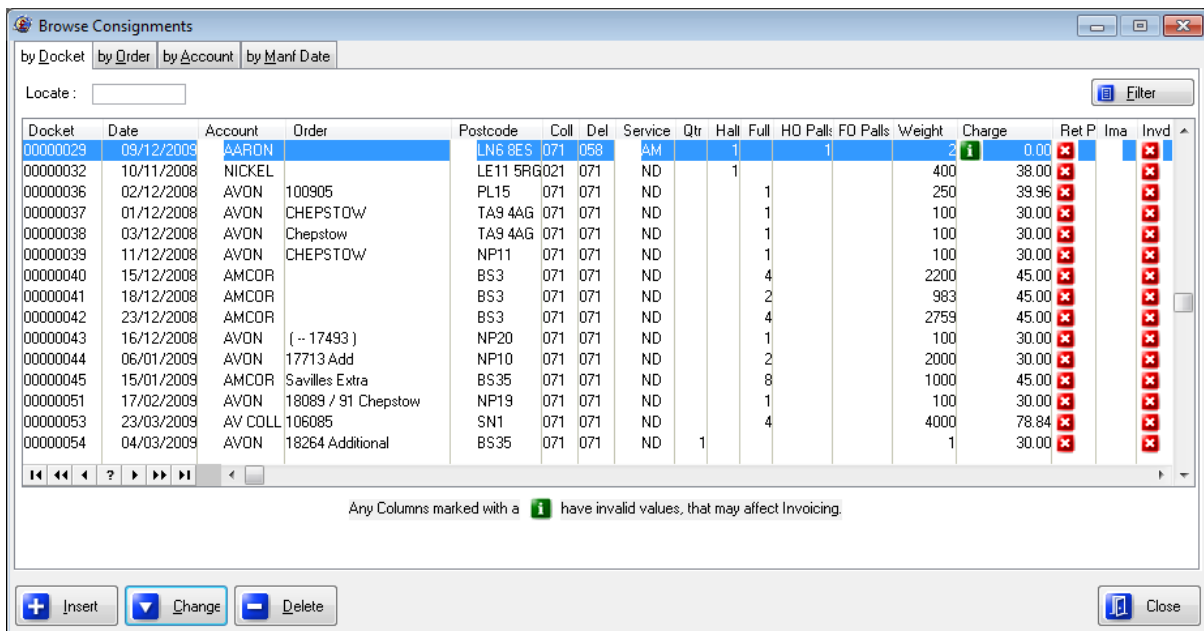 Browse Consignments
by Docket by Order by Account by Manf Date
Locate :
Filter
Docket Date Account Order Postcode Coll Del Service Qtr Half Full HO Palls FO Palls Weight Charge Ret P Ima Invd
00000029 09/12/2009 AARON LN6 8ES 071 058 AM 1 1 2 i 0.00
00000032 10/11/2008 NICKEL LE11 5RG 021 071 ND 1 400 38.00
00000036 02/12/2008 AVON 100905 PL15 071 071 ND 1 250 39.96
00000037 01/12/2008 AVON CHEPSTOW TA9 4AG 071 071 ND 1 100 30.00
00000038 03/12/2008 AVON Chepstow TA9 4AG 071 071 ND 1 100 30.00
00000039 11/12/2008 AVON CHEPSTOW NP11 071 071 ND 1 100 30.00
00000040 15/12/2008 AMCOR BS3 071 071 ND 4 2200 45.00
00000041 18/12/2008 AMCOR BS3 071 071 ND 2 983 45.00
00000042 23/12/2008 AMCOR BS3 071 071 ND 4 2759 45.00
00000043 16/12/2008 AVON ( -- 17493 ) NP20 071 071 ND 1 100 30.00
00000044 06/01/2009 AVON 17713 Add NP10 071 071 ND 2 2000 30.00
00000045 15/01/2009 AMCOR Savilles Extra BS35 071 071 ND 8 1000 45.00
00000051 17/02/2009 AVON 18089 / 91 Chepstow NP19 071 071 ND 1 100 30.00
00000053 23/03/2009 AV COLL 106085 SN1 071 071 ND 4 4000 78.84
00000054 04/03/2009 AVON 18264 Additional BS35 071 071 ND 1 1 30.00
?
Any Columns marked with a i have invalid values, that may affect Invoicing.
Insert Change Delete Close